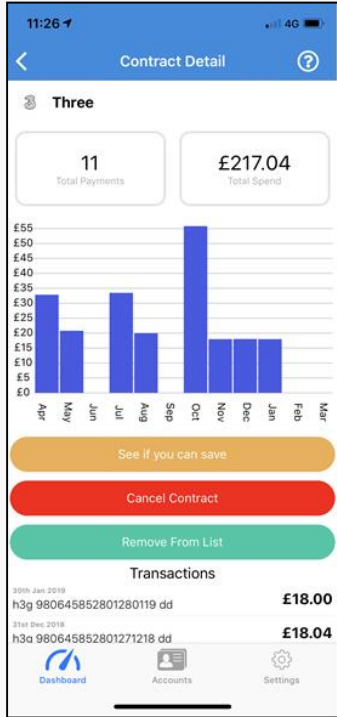 11:26 4G
Contract Detail ?
3 Three
11 £217.04
Total Payments Total Spend
£55
£50
£45
£40
£35
£30
£25
£20
£15
£10
£5
£0
Apr May Jun Jul Aug Sep Oct Nov Dec Jan Feb Mar
See if you can save
Cancel Contract
Remove From List
Transactions
30th Jan 2019
h3g 980645852801280119 dd £18.00
31st Dec 2018
h3g 980645852801271218 dd £18.04
Dashboard Accounts Settings